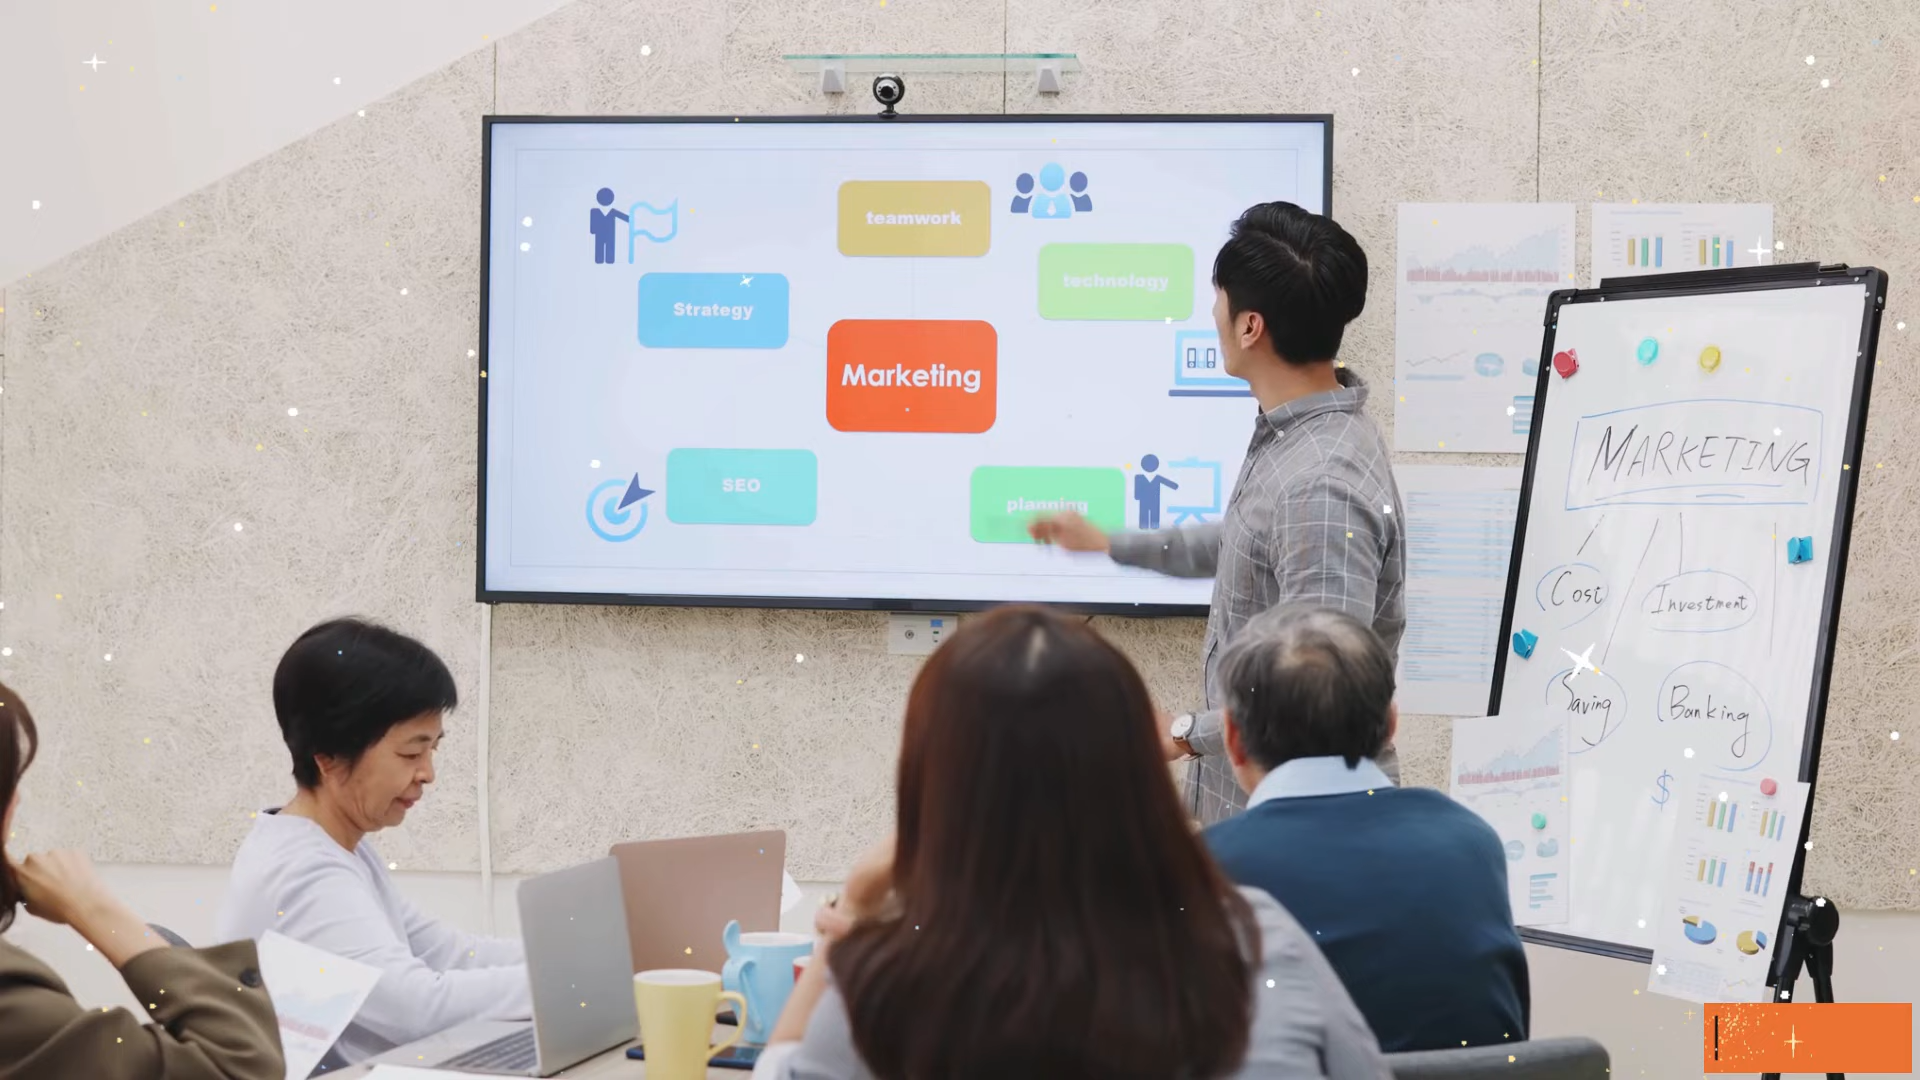 teamwork
technology
Strategy
Marketing
SEO
planning
MARKETING
Cost
Investment
Saving
Banking
$